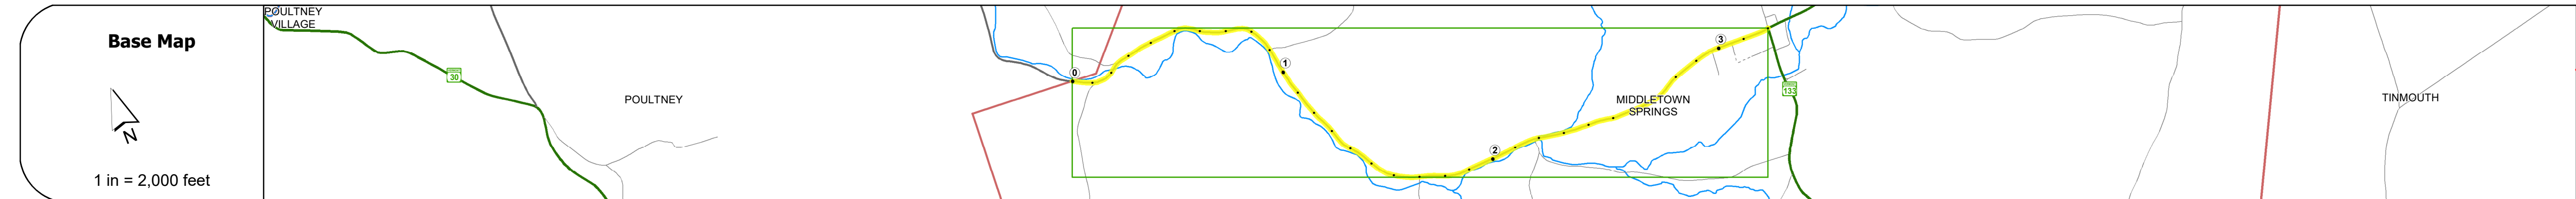 Base Map
N
1 in = 2,000 feet
POULTNEY
VILLAGE
30
POULTNEY
0
1
2
3
MIDDLETOWN
SPRINGS
133
TINMOUTH